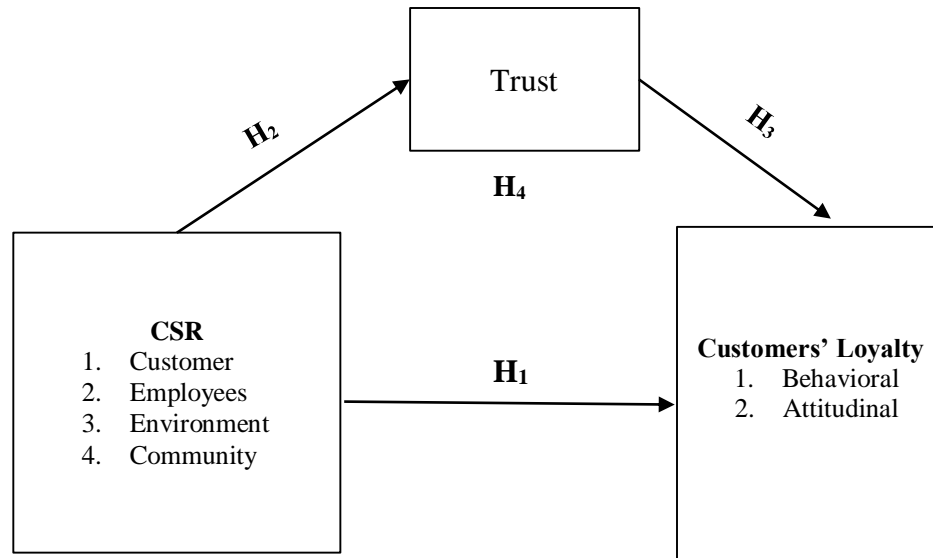 Trust
H₂
H₃
H₄
CSR
1. Customer
2. Employees
3. Environment
4. Community
H₁
Customers’ Loyalty
1. Behavioral
2. Attitudinal